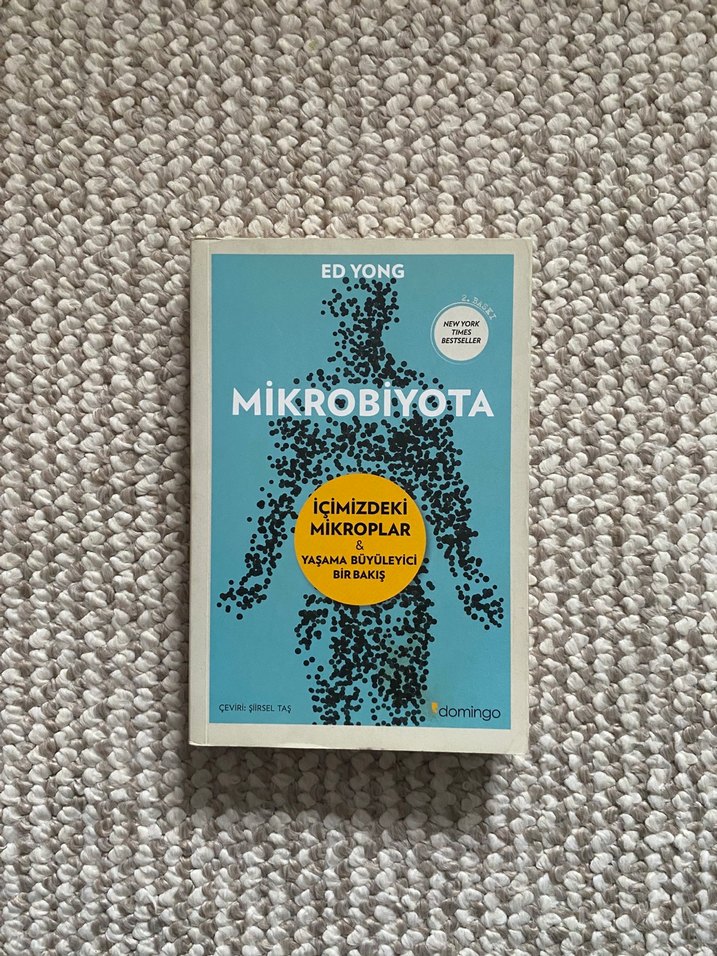 ED YONG
2. BASKI
NEW YORK
TIMES
BESTSELLER
MİKROBİYOTA
İÇİMİZDEKİ
MİKROPLAR
&
YAŞAMA BÜYÜLEYİCİ
BİR BAKIŞ
ÇEVİRİ: ŞİİRSEL TAŞ
domingo